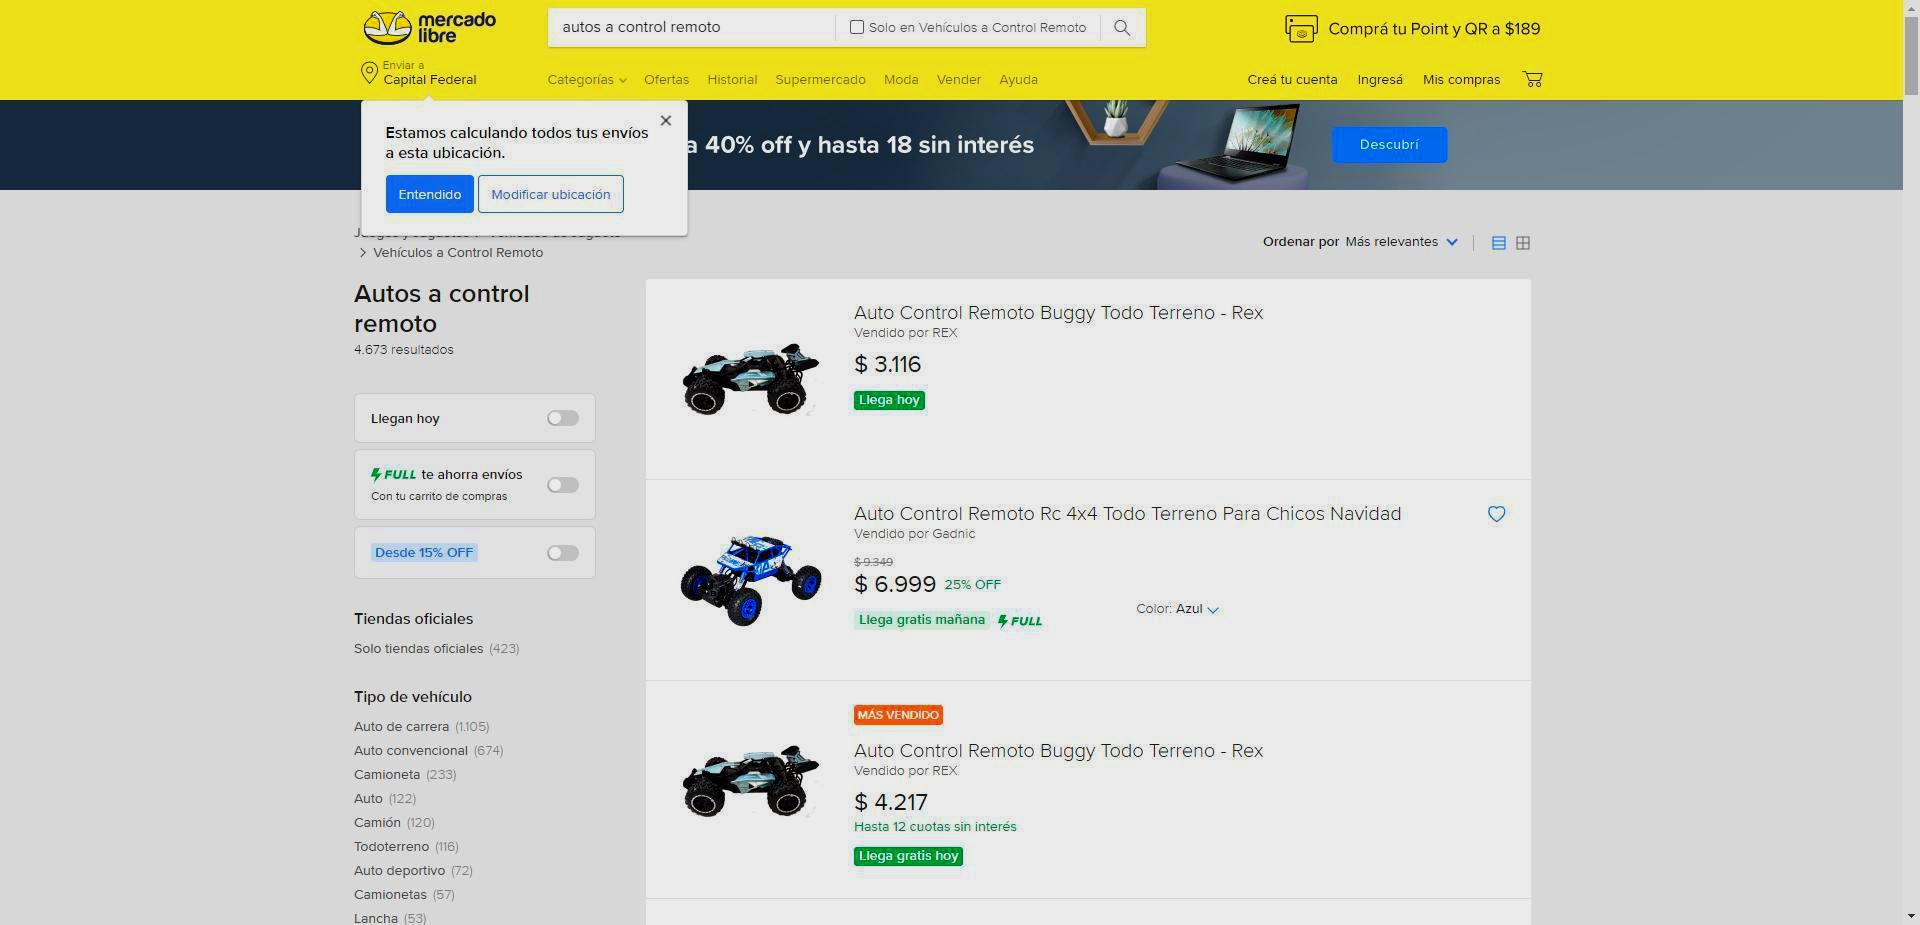 mercado
libre
autos a control remoto
Solo en Vehículos a Control Remoto
Comprá tu Point y QR a $189
Enviar a
Capital Federal
Categorías
Ofertas
Historial
Supermercado
Moda
Vender
Ayuda
Creá tu cuenta
Ingresá
Mis compras
Estamos calculando todos tus envíos
a esta ubicación.
Entendido
Modificar ubicación
a 40% off y hasta 18 sin interés
Descubrí
Vehículos a Control Remoto
Ordenar por Más relevantes
Autos a control
remoto
4.673 resultados
Llegan hoy
FULL te ahorra envíos
Con tu carrito de compras
Desde 15% OFF
Tiendas oficiales
Solo tiendas oficiales (423)
Tipo de vehículo
Auto de carrera (1.105)
Auto convencional (674)
Camioneta (233)
Auto (122)
Camión (120)
Todoterreno (116)
Auto deportivo (72)
Camionetas (57)
Lancha (53)
Auto Control Remoto Buggy Todo Terreno - Rex
Vendido por REX
$ 3.116
Llega hoy
Auto Control Remoto Rc 4x4 Todo Terreno Para Chicos Navidad
Vendido por Gadnic
$ 9.349
$ 6.999 25% OFF
Color: Azul
Llega gratis mañana FULL
MÁS VENDIDO
Auto Control Remoto Buggy Todo Terreno - Rex
Vendido por REX
$ 4.217
Hasta 12 cuotas sin interés
Llega gratis hoy